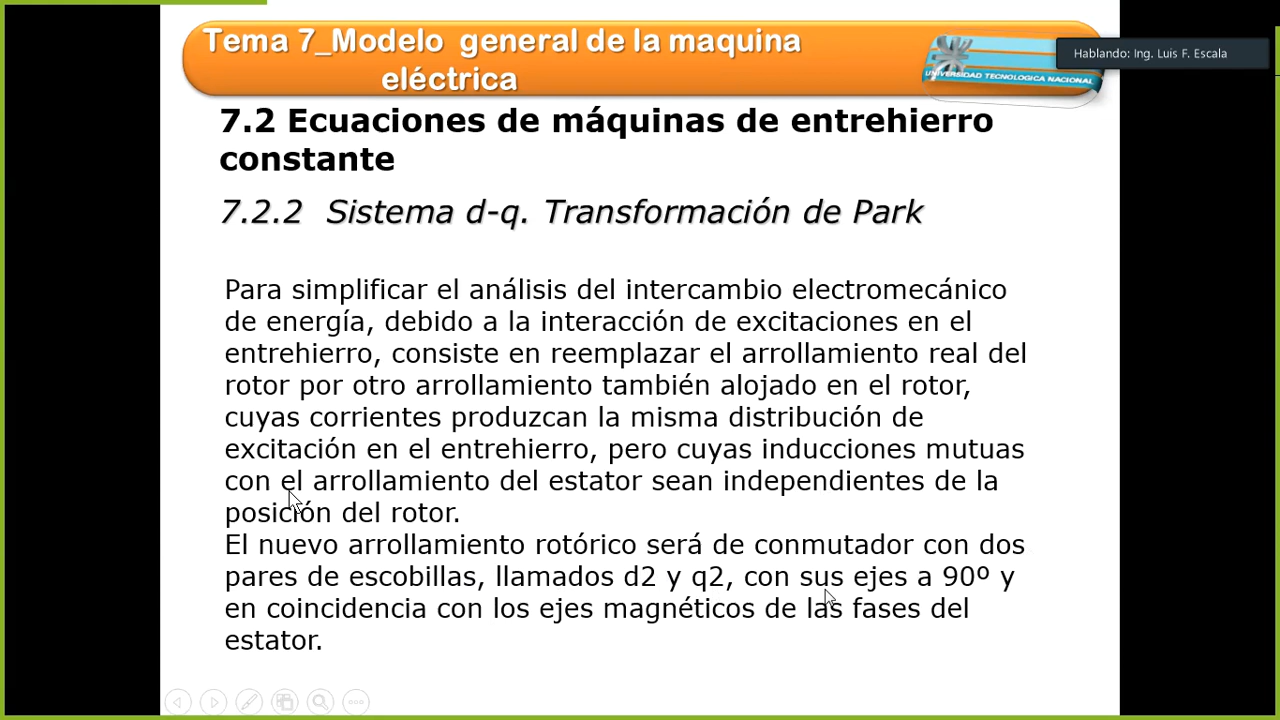 Tema 7_Modelo general de la maquina
eléctrica
UNIVERSIDAD TECNOLOGICA NACIONAL
Hablando: Ing. Luis F. Escala
7.2 Ecuaciones de máquinas de entrehierro
constante
7.2.2 Sistema d-q. Transformación de Park
Para simplificar el análisis del intercambio electromecánico
de energía, debido a la interacción de excitaciones en el
entrehierro, consiste en reemplazar el arrollamiento real del
rotor por otro arrollamiento también alojado en el rotor,
cuyas corrientes produzcan la misma distribución de
excitación en el entrehierro, pero cuyas inducciones mutuas
con el arrollamiento del estator sean independientes de la
posición del rotor.
El nuevo arrollamiento rotórico será de conmutador con dos
pares de escobillas, llamados d2 y q2, con sus ejes a 90º y
en coincidencia con los ejes magnéticos de las fases del
estator.